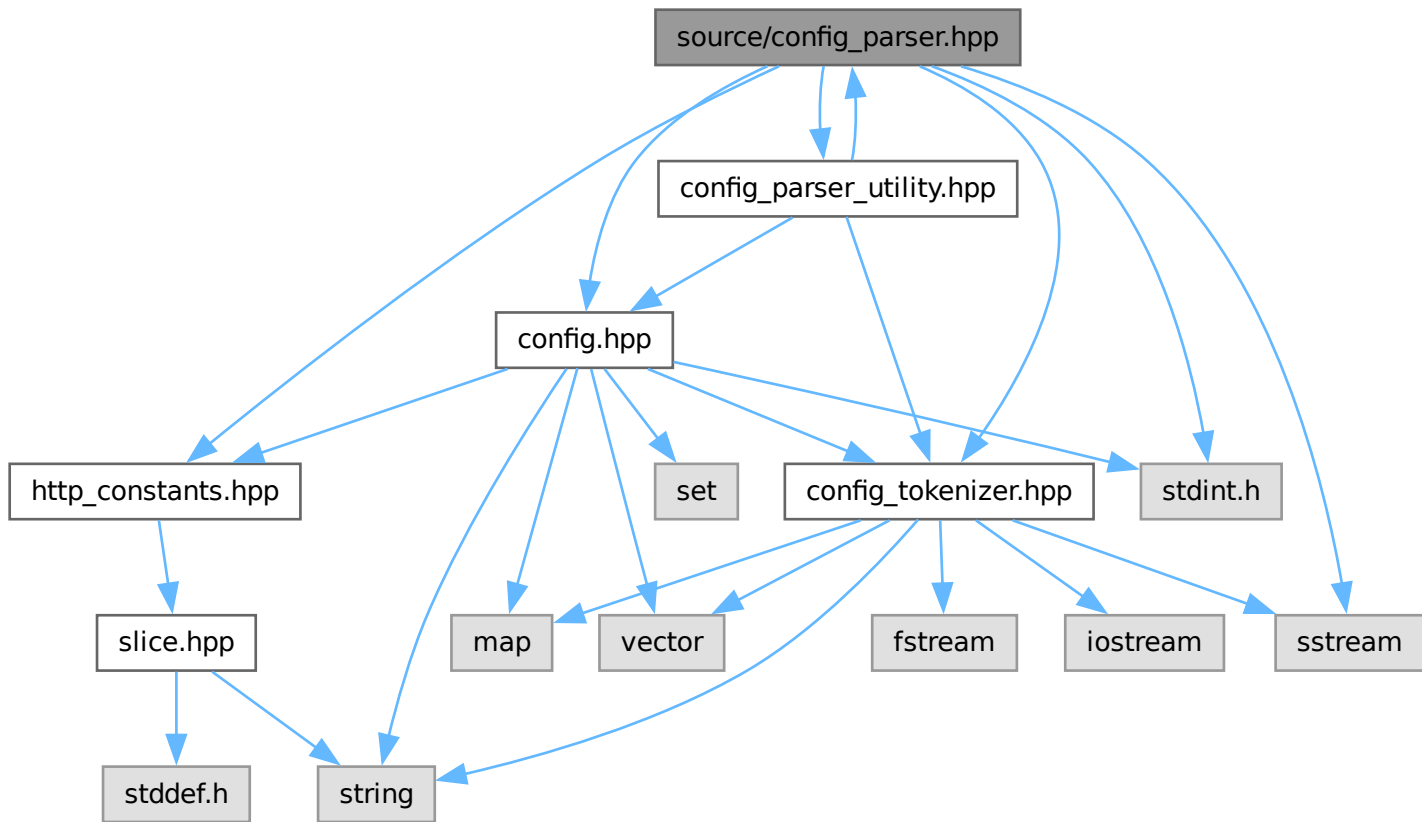 source/config_parser.hpp
config_parser_utility.hpp
config.hpp
http_constants.hpp
set
config_tokenizer.hpp
stdint.h
slice.hpp
map
vector
fstream
iostream
sstream
stddef.h
string